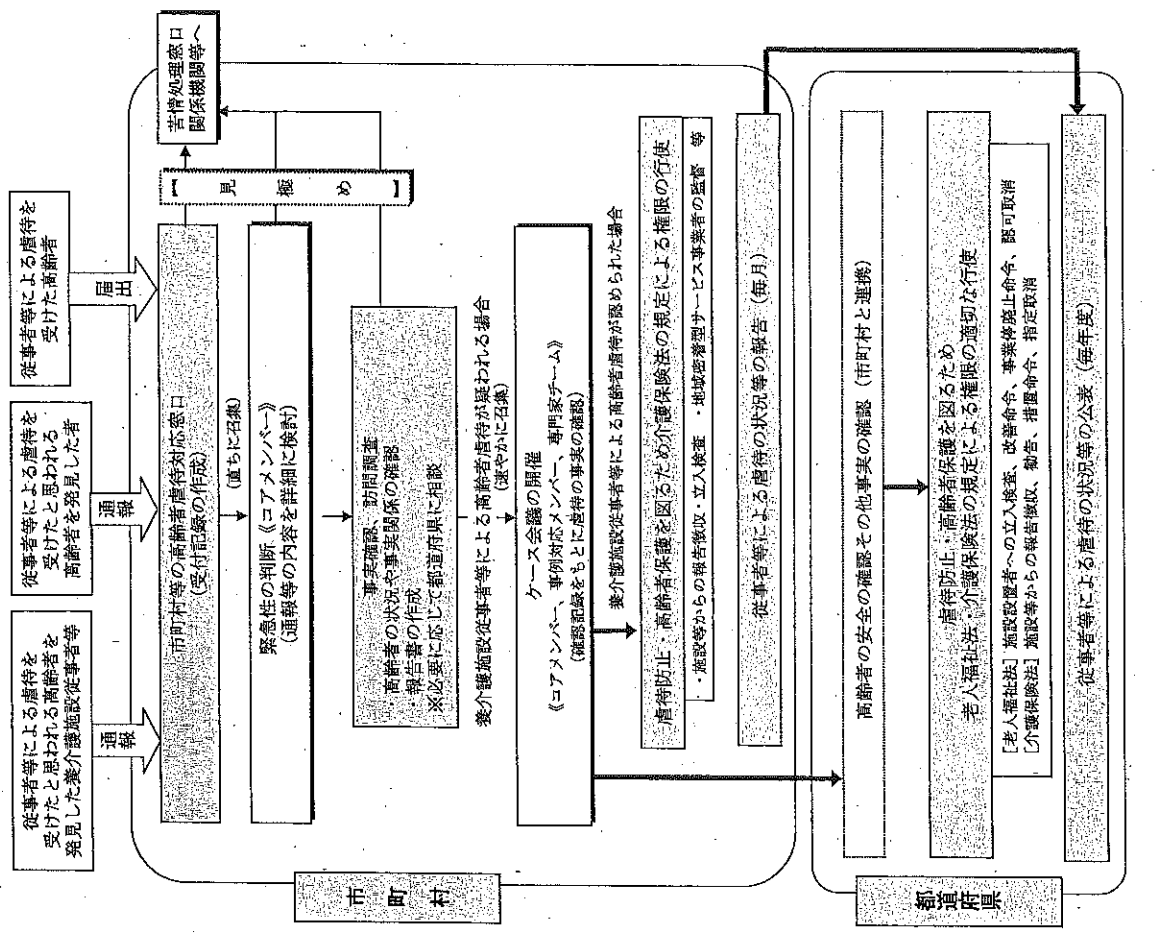 従事者等による虐待を
受けたと思われる高齢者を
発見した養介護施設従事者等
従事者等による虐待を
受けたと思われる
高齢者を発見した者
従事者等による虐待を
受けた高齢者
通報
通報
届出
市町村
市町村等の高齢者虐待対応窓口
(受付記録の作成)
苦情処理窓口
関係機関等へ
(直ちに召集)
【見極め】
緊急性の判断《コアメンバー》
(通報等の内容を詳細に検討)
事実確認、訪問調査
・高齢者の状況や事実関係の確認
・報告書の作成
※必要に応じて都道府県に相談
養介護施設従事者等による高齢者虐待が疑われる場合
(速やかに召集)
ケース会議の開催
《コアメンバー、事例対応メンバー、専門家チーム》
(確認記録をもとに虐待の事実の確認)
養介護施設従事者等による高齢者虐待が認められた場合
虐待防止・高齢者保護を図るため介護保険法の規定による権限の行使
・施設等からの報告徴収・立入検査 ・地域密着型サービス事業者の監督 等
従事者等による虐待の状況等の報告(毎月)
都道府県
高齢者の安全の確認その他事実の確認(市町村と連携)
虐待防止・高齢者保護を図るため
老人福祉法・介護保険法の規定による権限の適切な行使
[老人福祉法]施設設置者への立入検査、改善命令、事業停廃止命令、認可取消
[介護保険法]施設等からの報告徴収、勧告、措置命令、指定取消
従事者等による虐待の状況等の公表(毎年度)